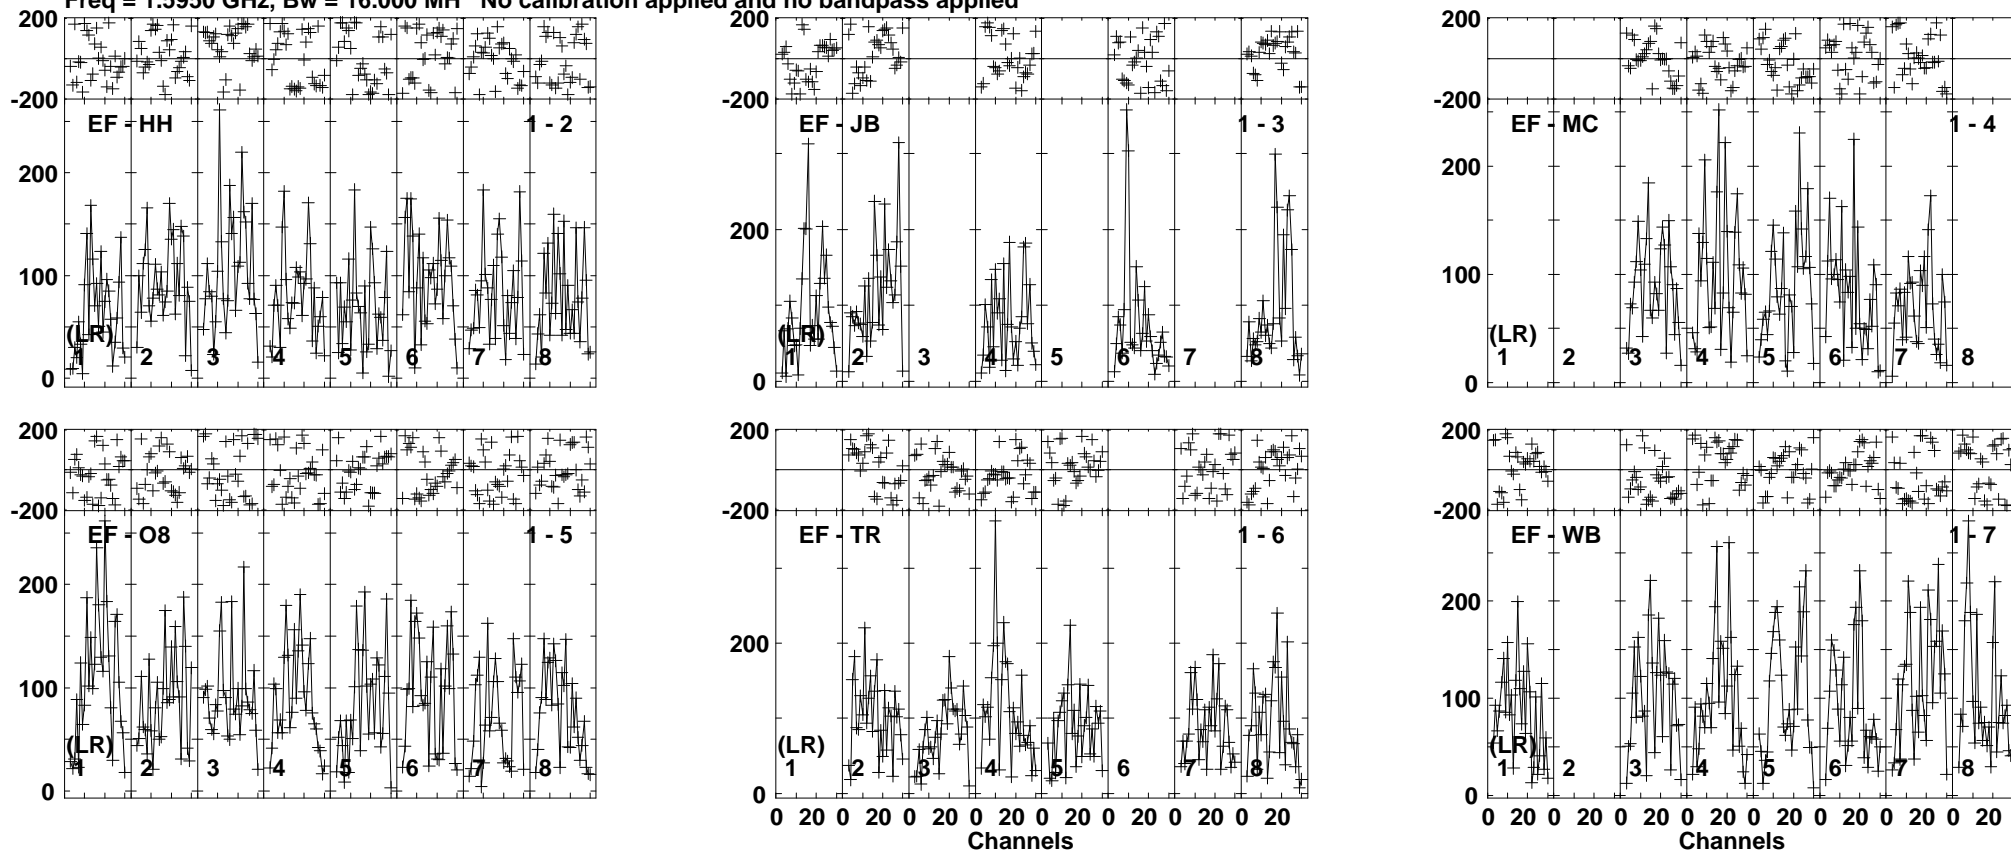 Freq = 1.5950 GHz, Bw = 16.000 MH No calibration applied and no bandpass applied
200
-200
EF - HH
1 - 2
200
100
0
(LR)
1 2 3 4 5 6 7 8
200
-200
EF - JB
1 - 3
200
0
(LR)
1 2 3 4 5 6 7 8
200
-200
EF - MC
1 - 4
200
100
0
(LR)
1 2 3 4 5 6 7 8
200
-200
EF - O8
1 - 5
200
100
0
(LR)
1 2 3 4 5 6 7 8
200
-200
EF - TR
1 - 6
200
0
(LR)
1 2 3 4 5 6 7 8
0 20 0 20 0 20 0 20 0 20 0 20 0 20 0 20
Channels
200
-200
EF - WB
1 - 7
200
100
0
(LR)
1 2 3 4 5 6 7 8
0 20 0 20 0 20 0 20 0 20 0 20 0 20 0 20
Channels